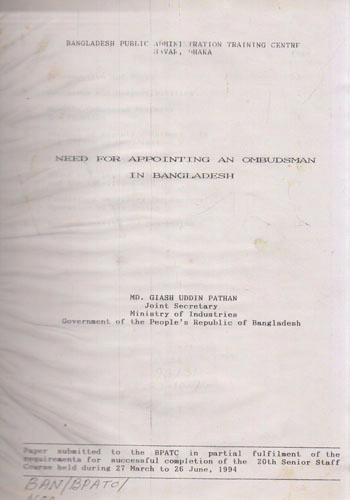 BANGLADESH PUBLIC ADMINISTRATION TRAINING CENTRE
SAVAR, DHAKA
NEED FOR APPOINTING AN OMBUDSMAN
IN BANGLADESH
MD. GIASH UDDIN PATHAN
Joint Secretary
Ministry of Industries
Government of the People's Republic of Bangladesh
Paper submitted to the BPATC in partial fulfilment of the
requirements for successful completion of the 20th Senior Staff
Course held during 27 March to 26 June, 1994
BAN/BPATC/